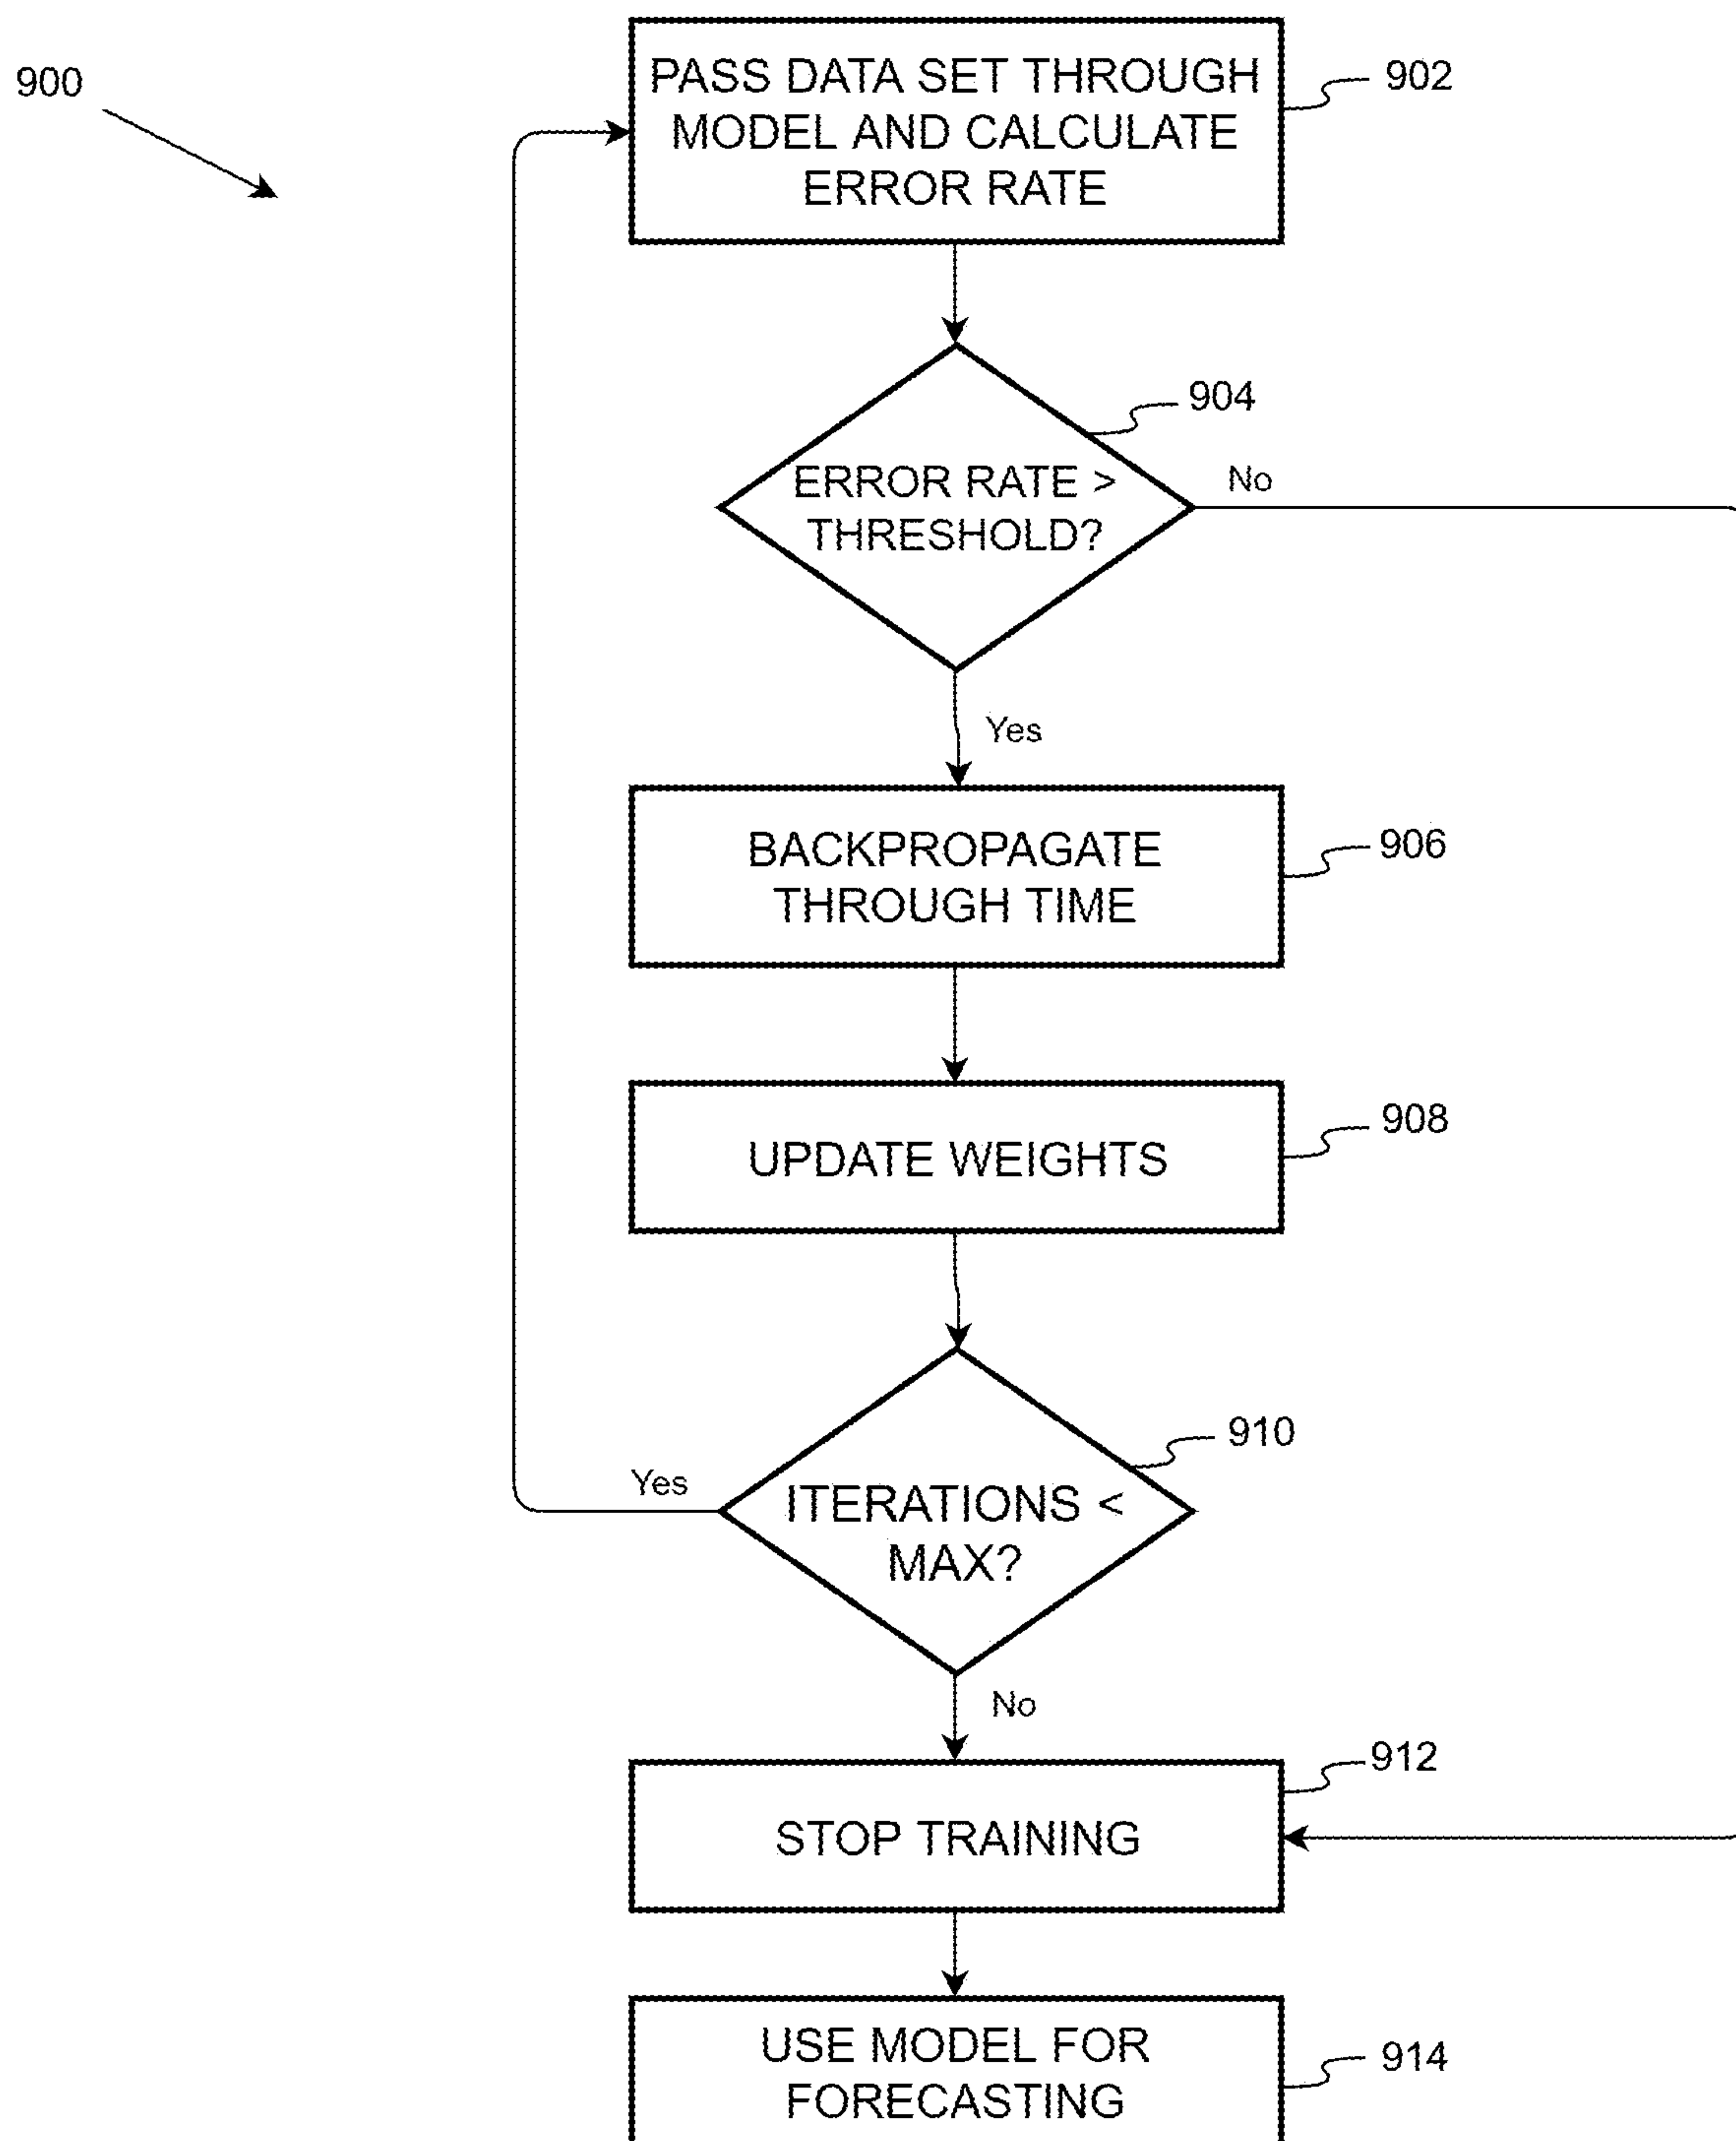 900
PASS DATA SET THROUGH
MODEL AND CALCULATE
ERROR RATE
902
904
ERROR RATE >
THRESHOLD?
No
Yes
BACKPROPAGATE
THROUGH TIME
906
UPDATE WEIGHTS
908
910
ITERATIONS <
MAX?
Yes
No
912
STOP TRAINING
USE MODEL FOR
FORECASTING
914